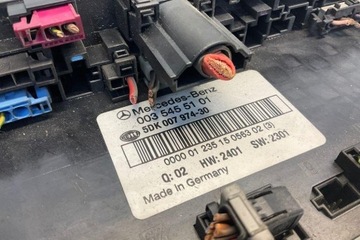 Mercedes-Benz
003 545 51 01
5DK 007 974-30
0000 01 235 15 0563 02 (3)
Q: 02 HW: 2401 SW: 2301
Made in Germany